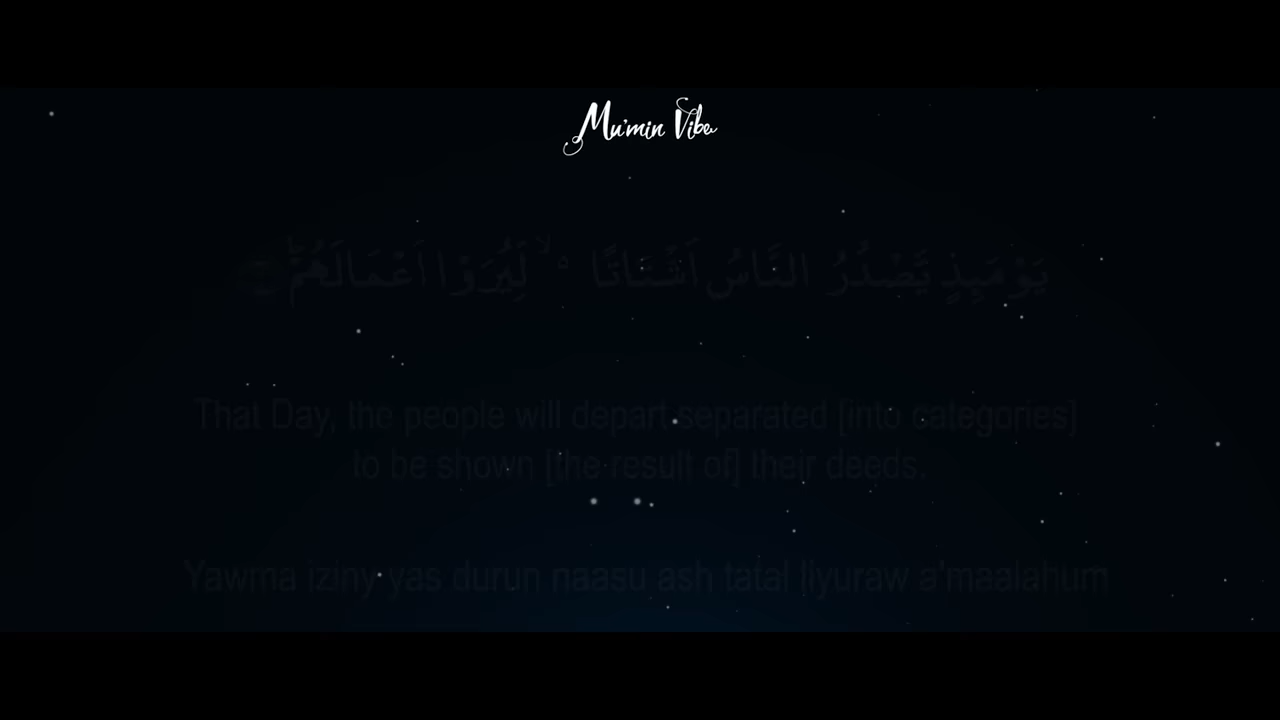 Mu'min Vibe
يَوْمَىِٕذٍ يَّصْدُرُ النَّاسُ اَشْتَاتًا ۙ۬ لِّيُرَوْا اَعْمَالَهُمْؕ
That Day, the people will depart separated [into categories]
to be shown [the result of] their deeds.
Yawma iziny yas durun naasu ash tatal liyuraw a'maalahum